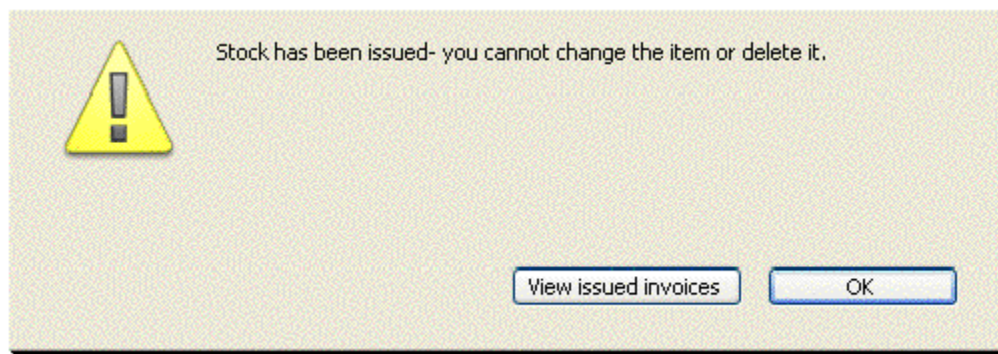 Stock has been issued- you cannot change the item or delete it.
View issued invoices
OK